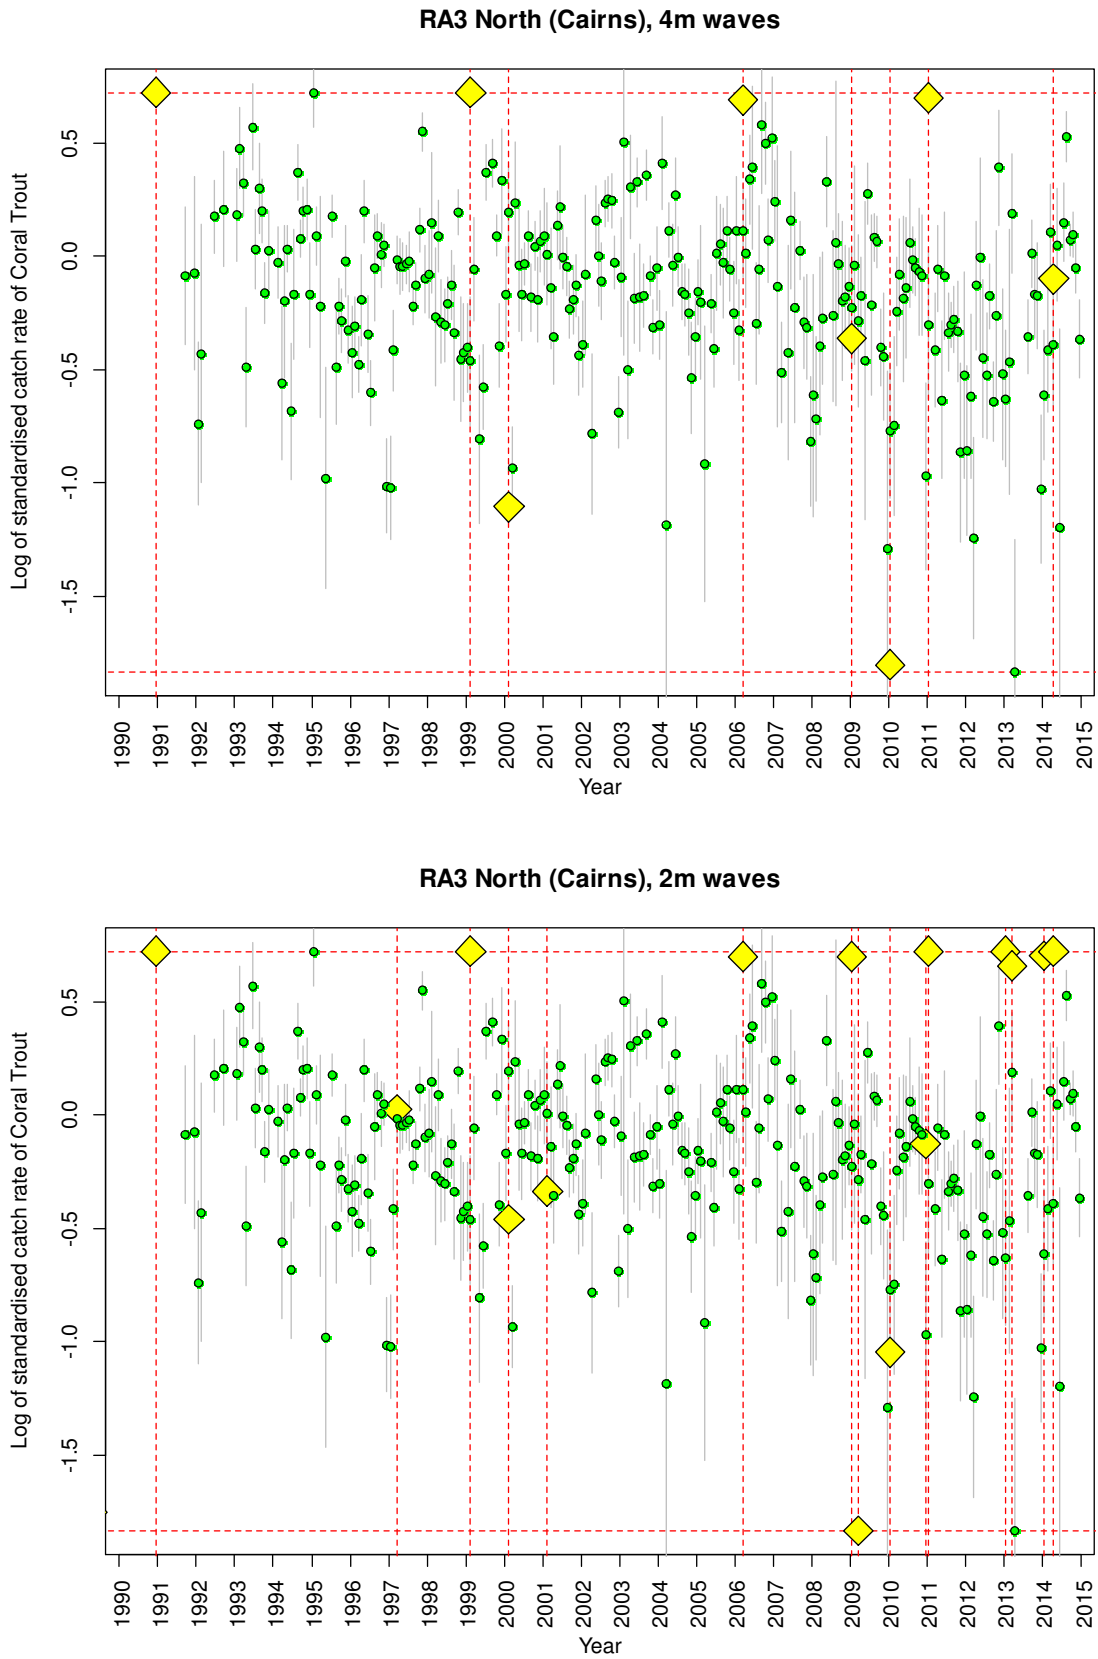 RA3 North (Cairns), 4m waves
Log of standardised catch rate of Coral Trout
0.5
0.0
-0.5
-1.0
-1.5
1990 1991 1992 1993 1994 1995 1996 1997 1998 1999 2000 2001 2002 2003 2004 2005 2006 2007 2008 2009 2010 2011 2012 2013 2014 2015
Year
RA3 North (Cairns), 2m waves
Log of standardised catch rate of Coral Trout
0.5
0.0
-0.5
-1.0
-1.5
1990 1991 1992 1993 1994 1995 1996 1997 1998 1999 2000 2001 2002 2003 2004 2005 2006 2007 2008 2009 2010 2011 2012 2013 2014 2015
Year